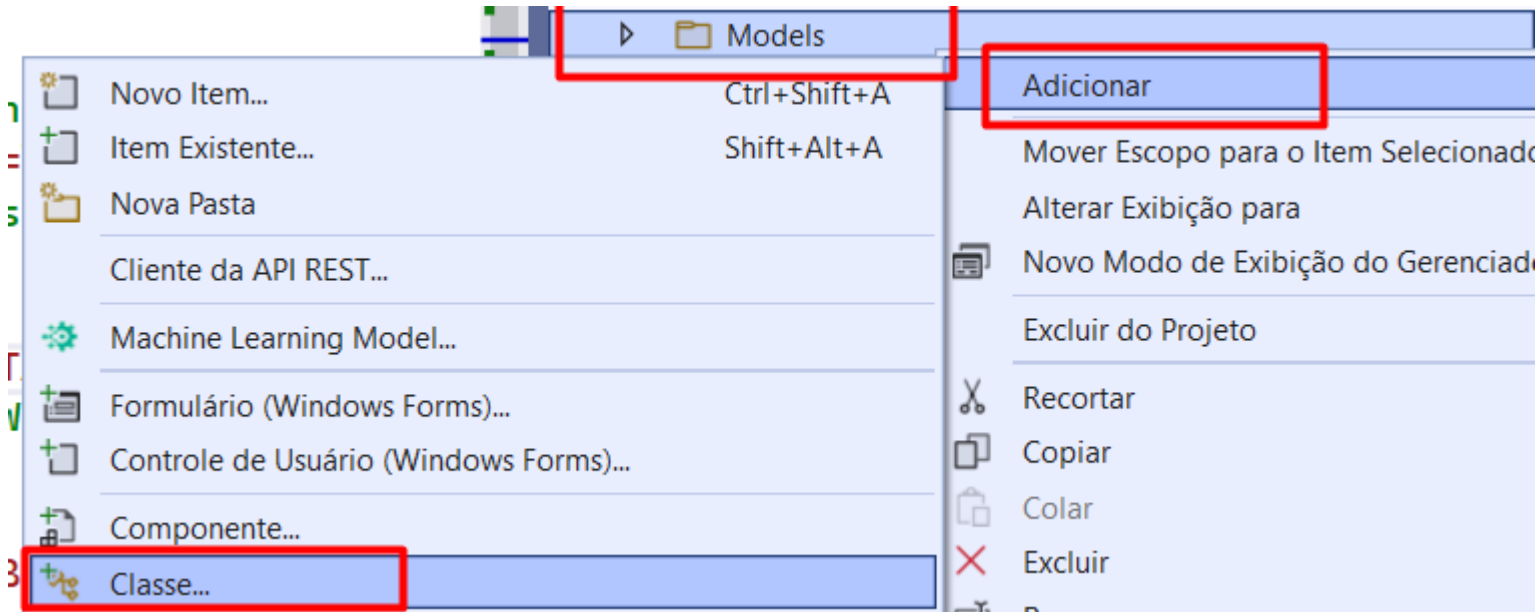 Models
Novo Item... Ctrl+Shift+A
Item Existente... Shift+Alt+A
Nova Pasta
Cliente da API REST...
Machine Learning Model...
Formulário (Windows Forms)...
Controle de Usuário (Windows Forms)...
Componente...
Classe...
Adicionar
Mover Escopo para o Item Selecionado
Alterar Exibição para
Novo Modo de Exibição do Gerenciad
Excluir do Projeto
Recortar
Copiar
Colar
Excluir